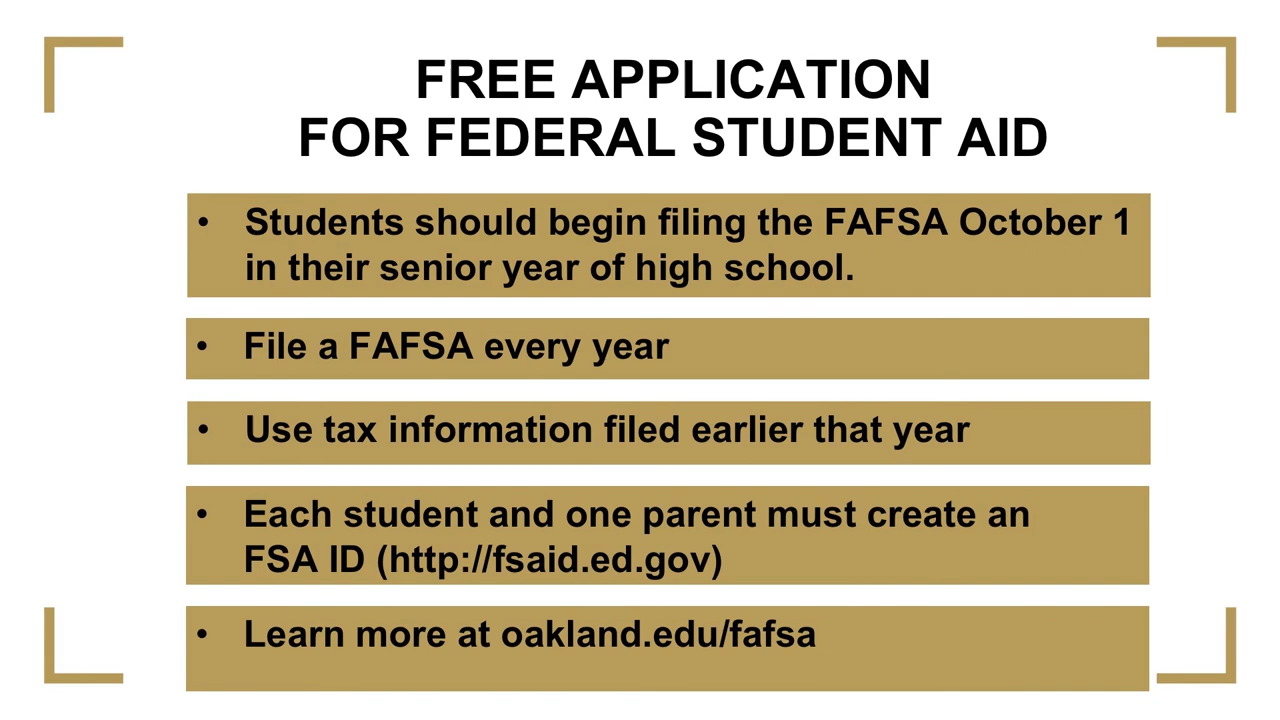 FREE APPLICATION
FOR FEDERAL STUDENT AID
• Students should begin filing the FAFSA October 1
in their senior year of high school.
• File a FAFSA every year
• Use tax information filed earlier that year
• Each student and one parent must create an
FSA ID (http://fsaid.ed.gov)
• Learn more at oakland.edu/fafsa